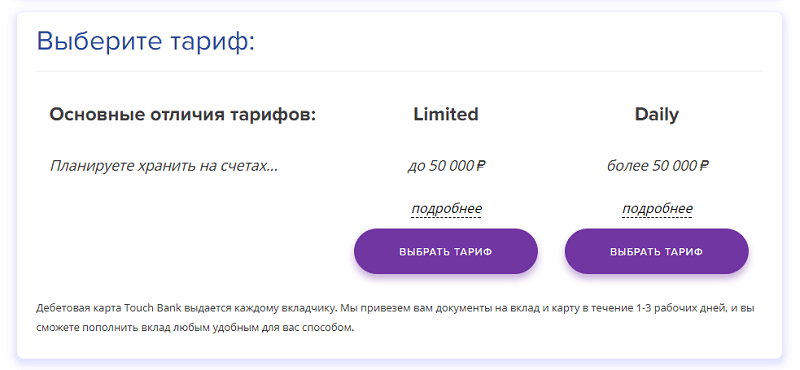 Выберите тариф:
Основные отличия тарифов: Limited Daily
Планируете хранить на счетах... до 50 000 ₽ более 50 000 ₽
подробнее подробнее
ВЫБРАТЬ ТАРИФ ВЫБРАТЬ ТАРИФ
Дебетовая карта Touch Bank выдается каждому вкладчику. Мы привезем вам документы на вклад и карту в течение 1-3 рабочих дней, и вы
сможете пополнить вклад любым удобным для вас способом.